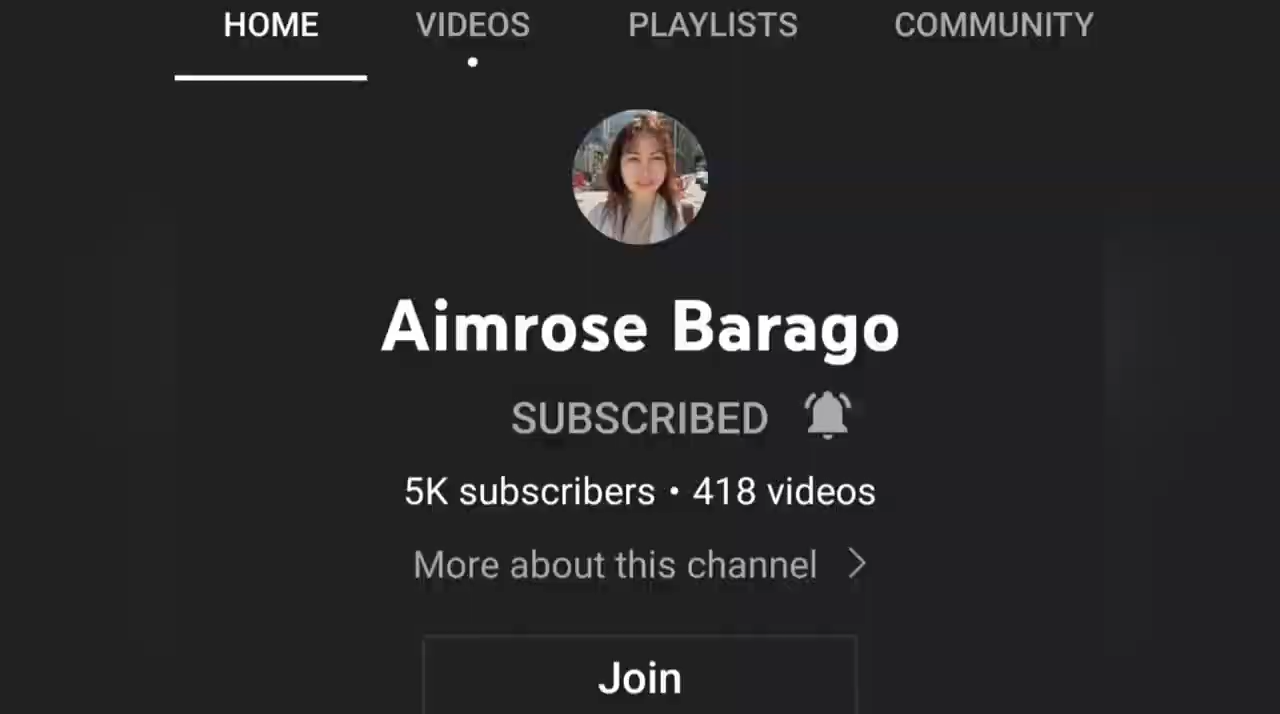 HOME VIDEOS PLAYLISTS COMMUNITY
Aimrose Barago
SUBSCRIBED
5K subscribers • 418 videos
More about this channel
Join